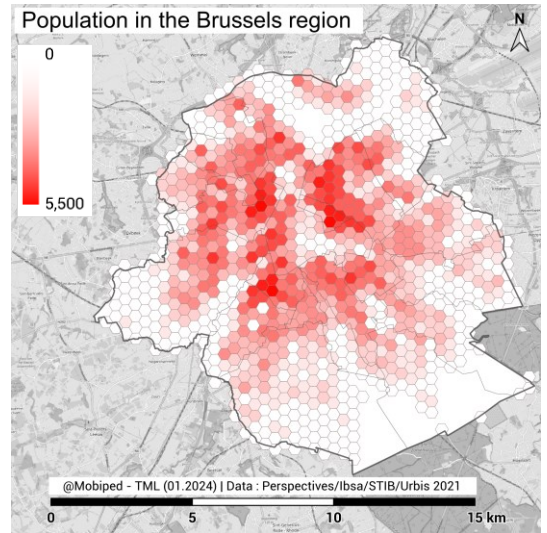 Population in the Brussels region
N
0
5,500
@Mobiped - TML (01.2024) | Data : Perspectives/Ibsa/STIB/Urbis 2021
0
5
10
15 km